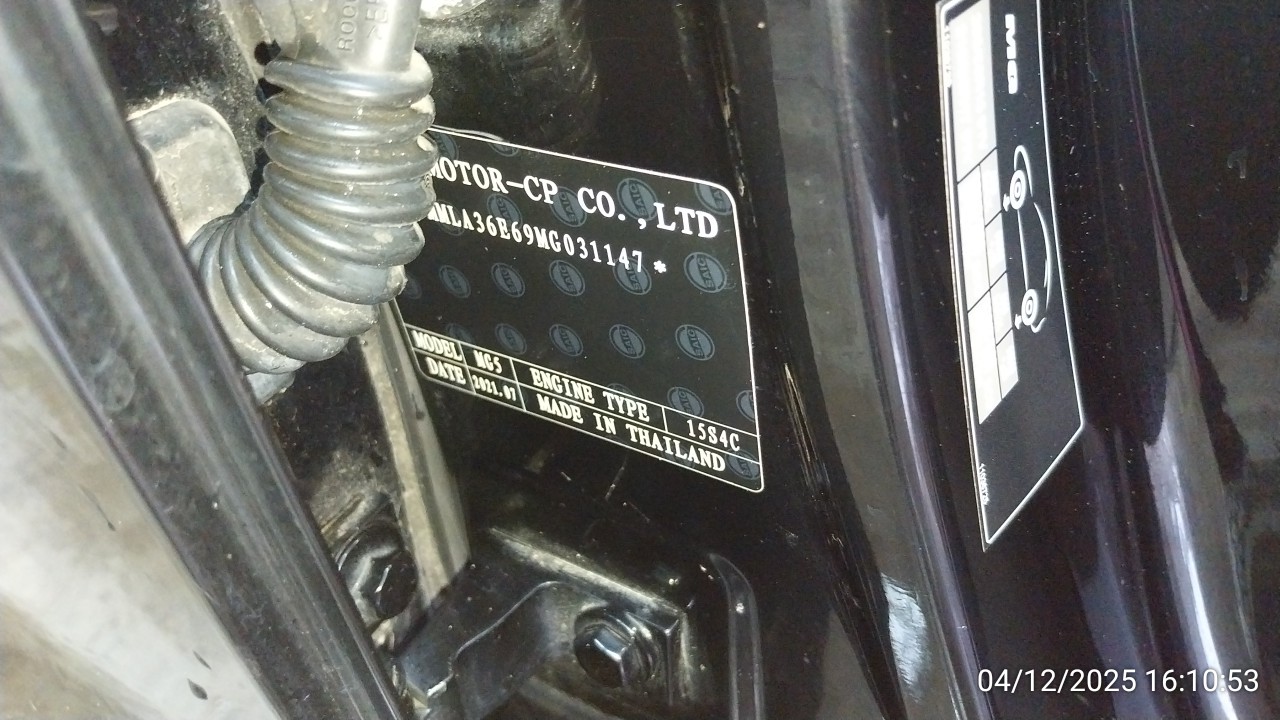 MOTOR-CP CO.,LTD
MMLA36E69MG031147*
MODEL MG5 ENGINE TYPE 15S4C
DATE 2021.07 MADE IN THAILAND
MG
04/12/2025 16:10:53